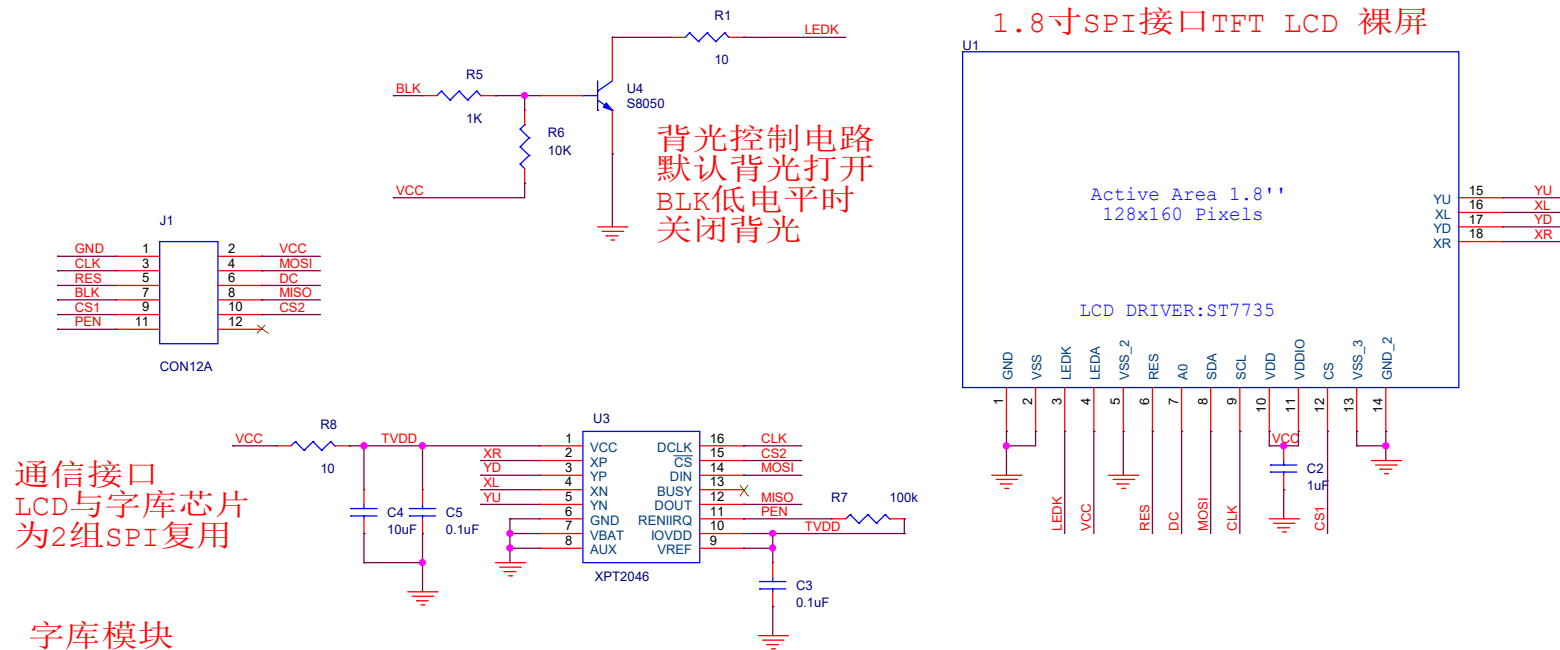 R1
LEDK
10
BLK
R5
1K
U4
S8050
R6
10K
VCC
背光控制电路
默认背光打开
BLK低电平时
关闭背光
1.8寸SPI接口TFT LCD 裸屏
U1
Active Area 1.8''
128x160 Pixels
LCD DRIVER:ST7735
YU 15 YU
XL 16 XL
YD 17 YD
XR 18 XR
GND VSS LEDK LEDA VSS_2 RES A0 SDA SCL VDD VDDIO CS VSS_3 GND_2
1 2 3 4 5 6 7 8 9 10 11 12 13 14
LEDK VCC RES DC MOSI CLK VCC CS1
C2
1uF
J1
GND 1 2 VCC
CLK 3 4 MOSI
RES 5 6 DC
BLK 7 8 MISO
CS1 9 10 CS2
PEN 11 12
CON12A
通信接口
LCD与字库芯片
为2组SPI复用
VCC
R8
10
TVDD
C4
10uF
C5
0.1uF
U3
1 VCC DCLK 16 CLK
XR 2 XP CS 15 CS2
YD 3 YP DIN 14 MOSI
XL 4 XN BUSY 13
YU 5 YN DOUT 12 MISO
6 GND RENIIRQ 11 PEN
7 VBAT IOVDD 10 TVDD
8 AUX VREF 9
XPT2046
R7
100k
C3
0.1uF
字库模块